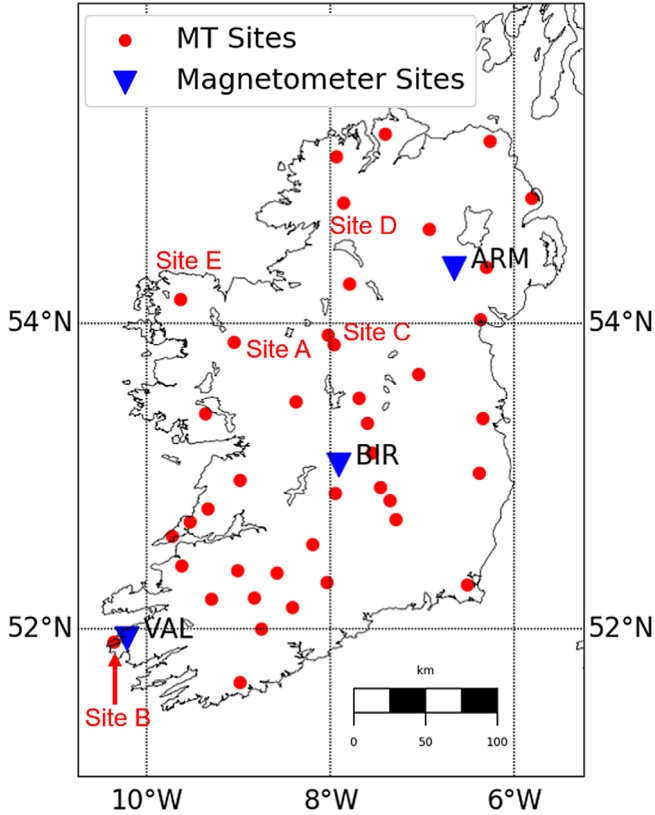 MT Sites
Magnetometer Sites
Site D
Site E
ARM
54°N
54°N
Site C
Site A
BIR
52°N
52°N
VAL
km
Site B
0
50
100
10°W
8°W
6°W